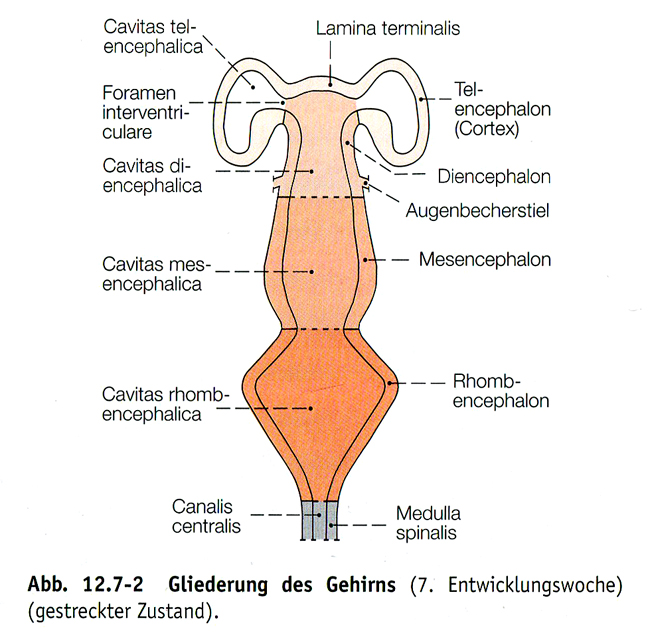 Cavitas tel-
encephalica
Lamina terminalis
Foramen
interventri-
culare
Tel-
encephalon
(Cortex)
Cavitas di-
encephalica
Diencephalon
Augenbecherstiel
Cavitas mes-
encephalica
Mesencephalon
Cavitas rhomb-
encephalica
Rhomb-
encephalon
Canalis
centralis
Medulla
spinalis
Abb. 12.7-2 Gliederung des Gehirns (7. Entwicklungswoche)
(gestreckter Zustand).